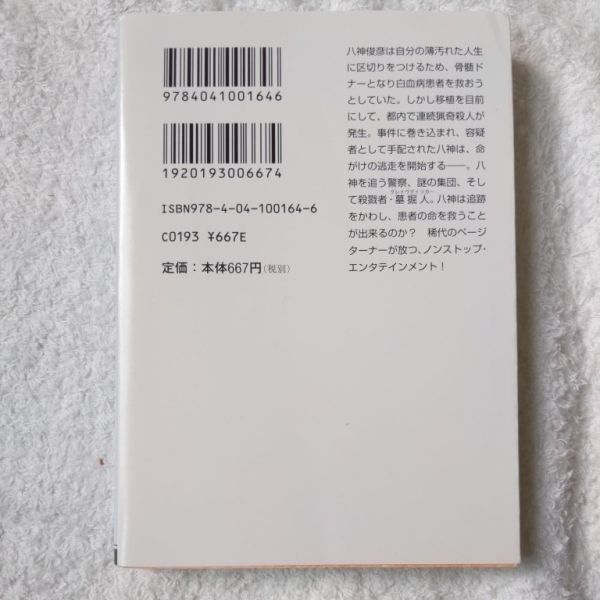 9784041001646
1920193006674
ISBN978-4-04-100164-6
C0193 ¥667E
定価：本体667円（税別）
八神俊彦は自分の薄汚れた人生
に区切りをつけるため、骨髄ド
ナーとなり白血病患者を救おう
としていた。しかし移植を目前
にして、都内で連続猟奇殺人が
発生。事件に巻き込まれ、容疑
者として手配された八神は、命
がけの逃走を開始する――。八
神を追う警察、謎の集団、そし
グレイヴディッガー
て殺戮者・墓掘人。八神は追跡
をかわし、患者の命を救うこと
が出来るのか？　稀代のページ
ターナーが放つ、ノンストップ・
エンタテインメント！